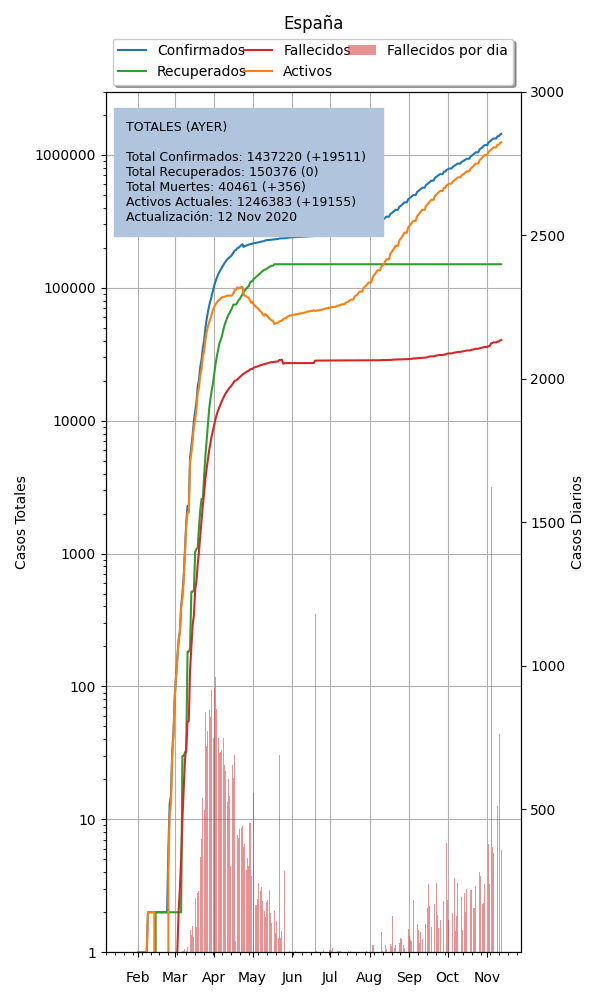 España
Confirmados Fallecidos Fallecidos por dia
Recuperados Activos
3000
TOTALES (AYER)
1000000
Total Confirmados: 1437220 (+19511)
Total Recuperados: 150376 (0)
Total Muertes: 40461 (+356)
Activos Actuales: 1246383 (+19155)
Actualización: 12 Nov 2020
2500
100000
2000
10000
Casos Totales
Casos Diarios
1500
1000
1000
100
500
10
1
Feb Mar Apr May Jun Jul Aug Sep Oct Nov